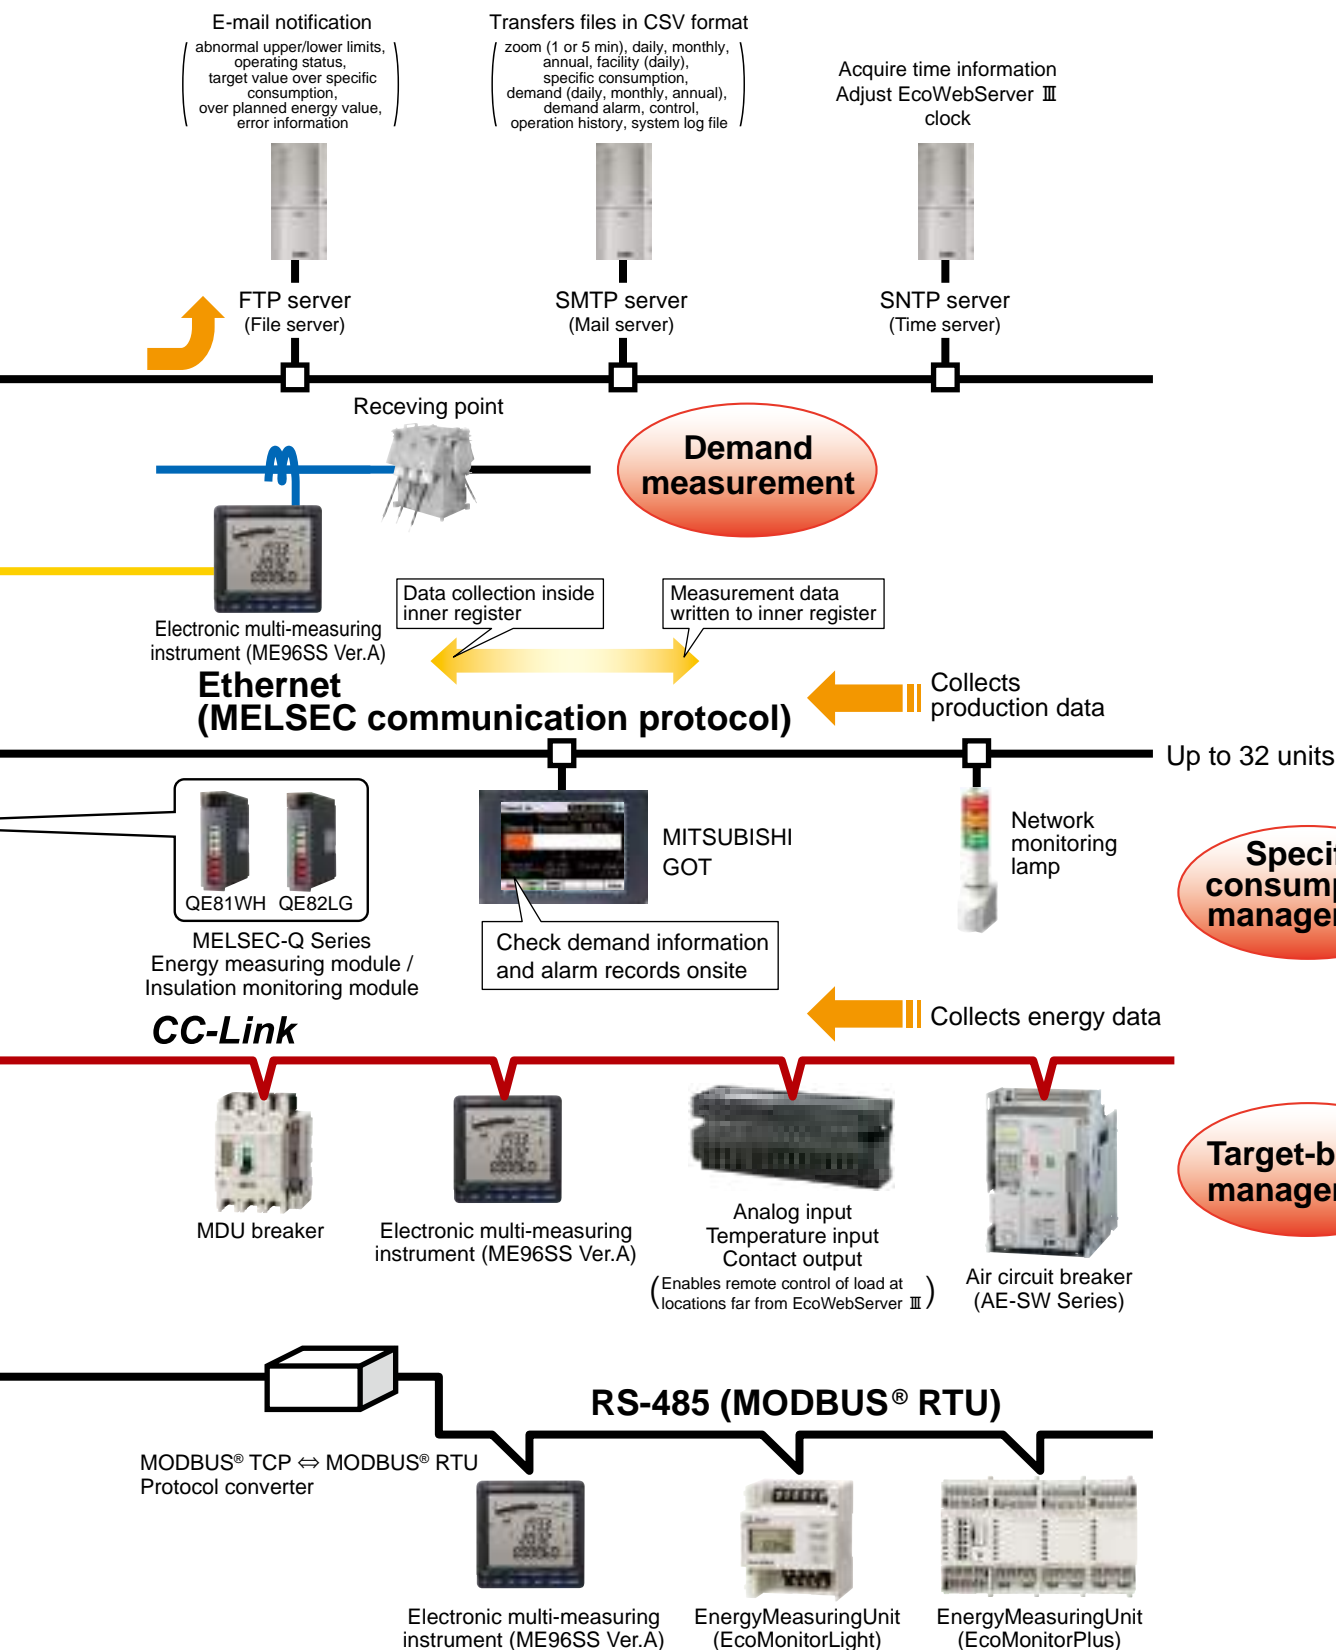 E-mail notification
abnormal upper/lower limits,
operating status,
target value over specific
consumption,
over planned energy value,
error information
Transfers files in CSV format
zoom (1 or 5 min), daily, monthly,
annual, facility (daily),
specific consumption,
demand (daily, monthly, annual),
demand alarm, control,
operation history, system log file
Acquire time information
Adjust EcoWebServer Ⅲ
clock
FTP server
(File server)
SMTP server
(Mail server)
SNTP server
(Time server)
Receving point
Demand
measurement
Electronic multi-measuring
instrument (ME96SS Ver.A)
Data collection inside
inner register
Measurement data
written to inner register
Ethernet
(MELSEC communication protocol)
Collects
production data
Up to 32 units
QE81WH QE82LG
MELSEC-Q Series
Energy measuring module /
Insulation monitoring module
MITSUBISHI
GOT
Check demand information
and alarm records onsite
Network
monitoring
lamp
Specif
consump
manage
CC-Link
Collects energy data
MDU breaker
Electronic multi-measuring
instrument (ME96SS Ver.A)
Analog input
Temperature input
Contact output
(Enables remote control of load at
locations far from EcoWebServer Ⅲ)
Air circuit breaker
(AE-SW Series)
Target-b
manage
RS-485 (MODBUS® RTU)
MODBUS® TCP ⇔ MODBUS® RTU
Protocol converter
Electronic multi-measuring
instrument (ME96SS Ver.A)
EnergyMeasuringUnit
(EcoMonitorLight)
EnergyMeasuringUnit
(EcoMonitorPlus)